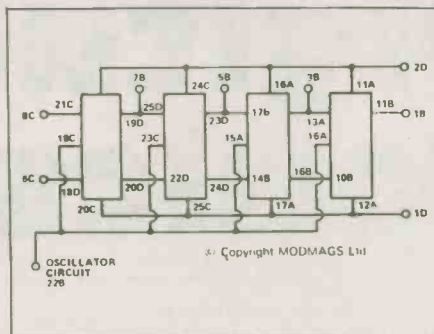 2D
7B
5B
3B
24C
16A
11A
21C
25D
17b
11B
8C
19D
23D
13A
1B
18C
23C
15A
16A
6C
18D
20D
22D
24D
14B
16B
10B
20C
25C
17A
12A
1D
OSCILLATOR
CIRCUIT
22B
Copyright MODMAGS Ltd